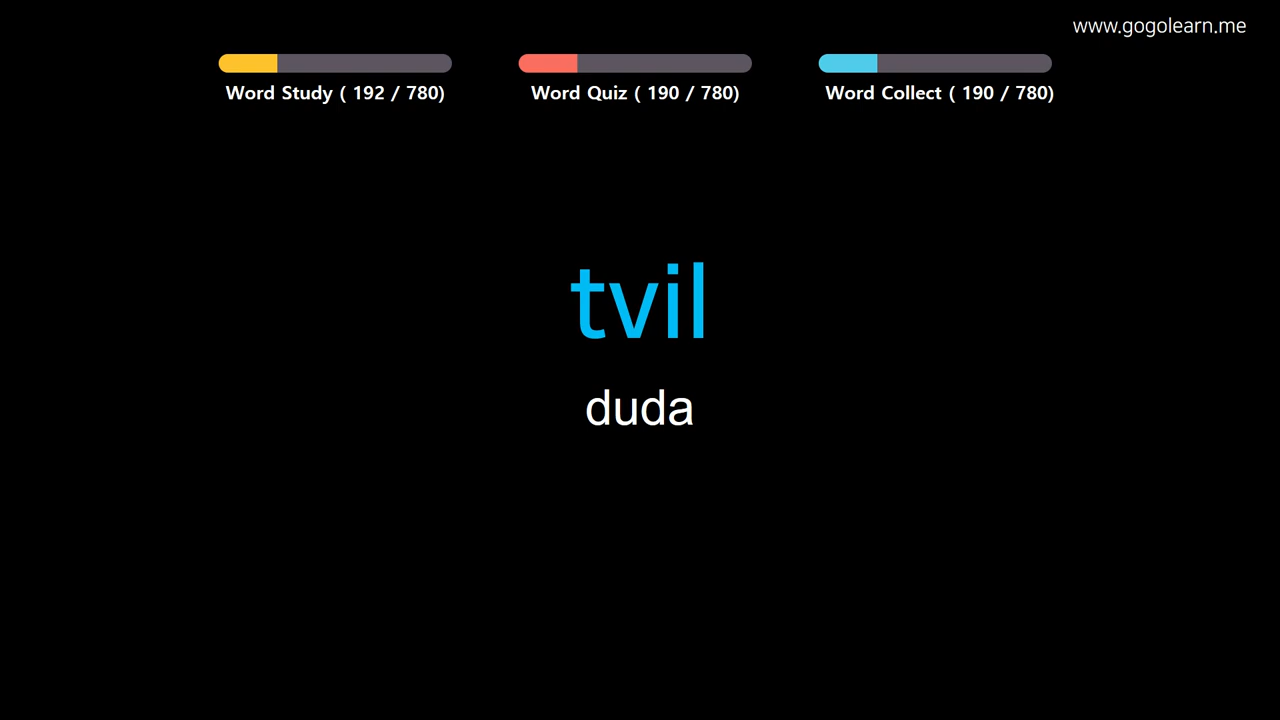 www.gogolearn.me
Word Study ( 192 / 780)
Word Quiz ( 190 / 780)
Word Collect ( 190 / 780)
tvil
duda